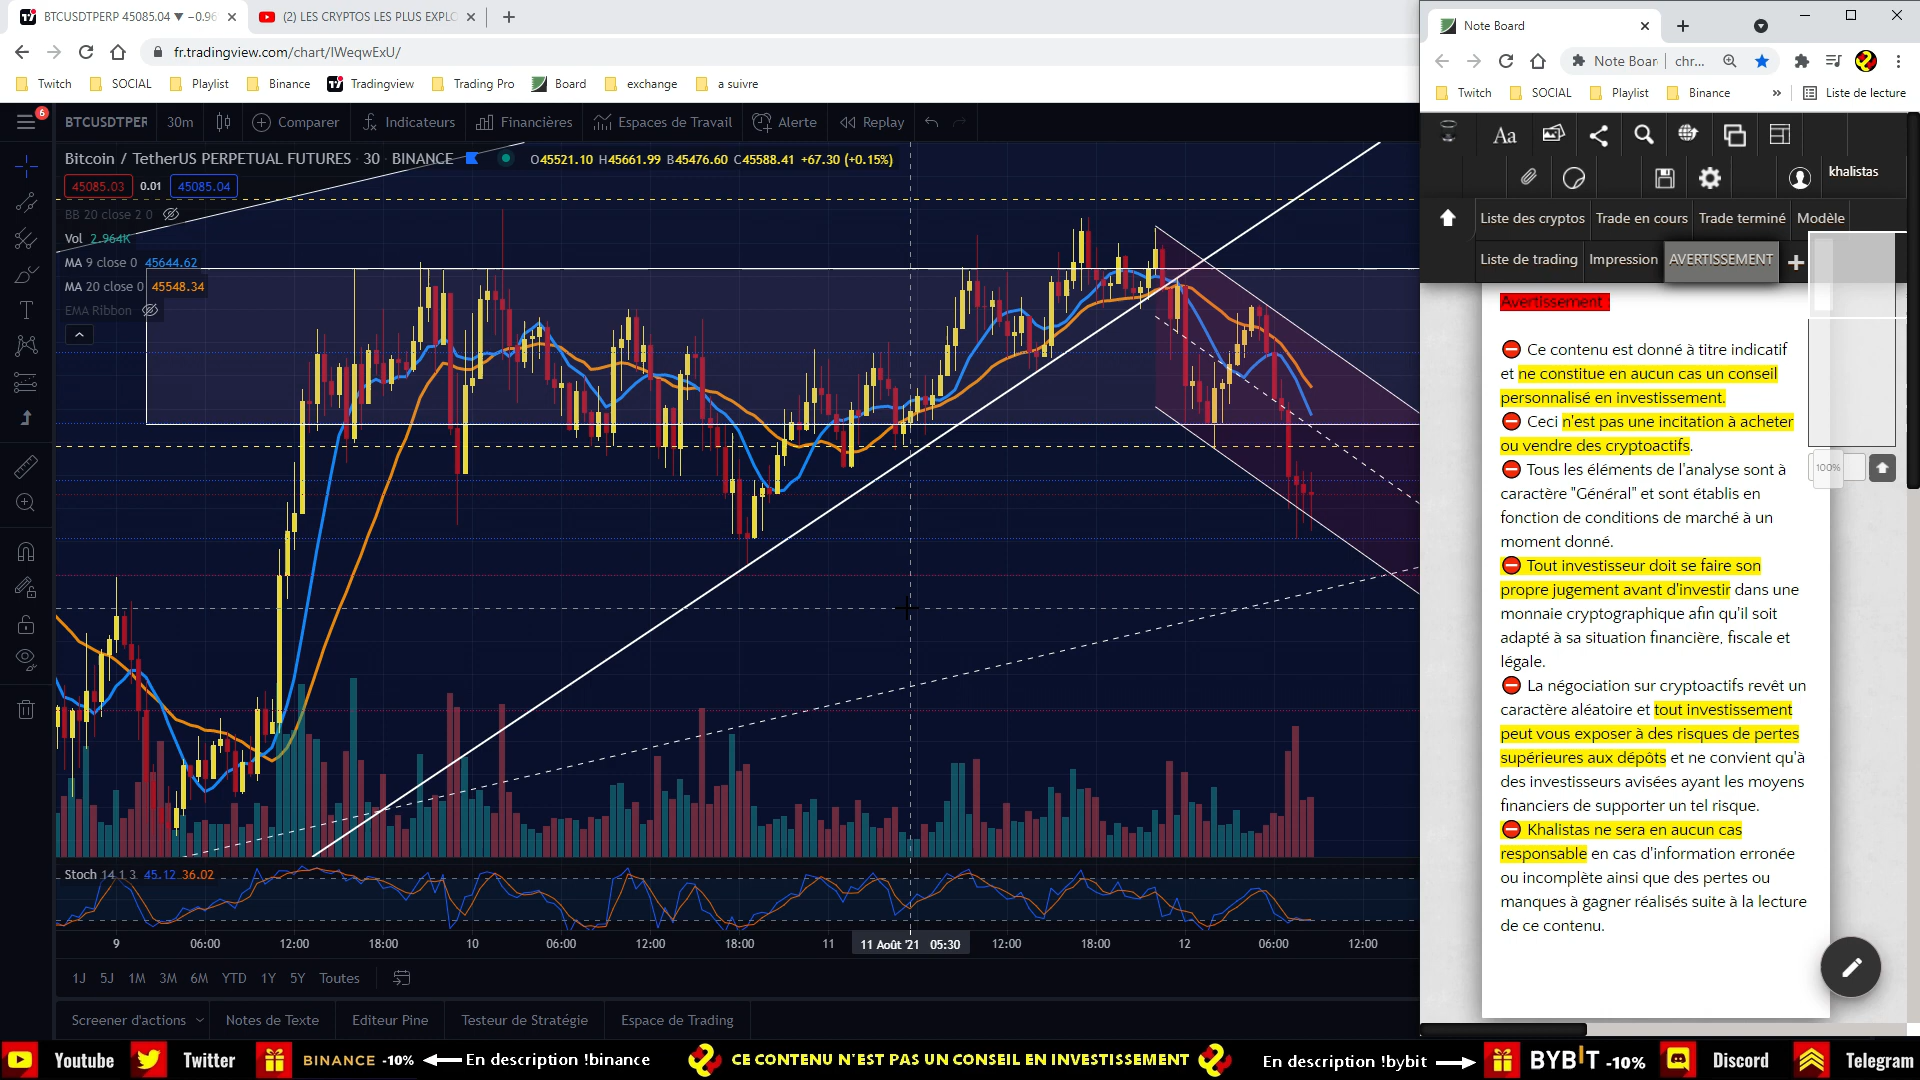 BTCUSDTPERP 45085.04 ▼ −0.96
(2) LES CRYPTOS LES PLUS EXPLO
fr.tradingview.com/chart/IWeqwExU/
Twitch SOCIAL Playlist Binance Tradingview Trading Pro Board exchange a suivre
6
BTCUSDTPER 30m Comparer Indicateurs Financières Espaces de Travail Alerte Replay
Bitcoin / TetherUS PERPETUAL FUTURES · 30 · BINANCE O45521.10 H45661.99 B45476.60 C45588.41 +67.30 (+0.15%)
45085.03 0.01 45085.04
BB 20 close 2 0
Vol 2.964K
MA 9 close 0 45644.62
MA 20 close 0 45548.34
EMA Ribbon
Stoch 14 1 3 45.12 36.02
9 06:00 12:00 18:00 10 06:00 12:00 18:00 11 11 Août '21 05:30 12:00 18:00 12 06:00 12:00
1J 5J 1M 3M 6M YTD 1Y 5Y Toutes
Screener d'actions Notes de Texte Editeur Pine Testeur de Stratégie Espace de Trading
Note Board
Note Boar chr...
Twitch SOCIAL Playlist Binance » Liste de lecture
Aa
khalistas
Liste des cryptos Trade en cours Trade terminé Modèle
Liste de trading Impression AVERTISSEMENT +
100%
Avertissement
Ce contenu est donné à titre indicatif
et ne constitue en aucun cas un conseil
personnalisé en investissement.
Ceci n'est pas une incitation à acheter
ou vendre des cryptoactifs.
Tous les éléments de l'analyse sont à
caractère "Général" et sont établis en
fonction de conditions de marché à un
moment donné.
Tout investisseur doit se faire son
propre jugement avant d'investir dans une
monnaie cryptographique afin qu'il soit
adapté à sa situation financière, fiscale et
légale.
La négociation sur cryptoactifs revêt un
caractère aléatoire et tout investissement
peut vous exposer à des risques de pertes
supérieures aux dépôts et ne convient qu'à
des investisseurs avisées ayant les moyens
financiers de supporter un tel risque.
Khalistas ne sera en aucun cas
responsable en cas d'information erronée
ou incomplète ainsi que des pertes ou
manques à gagner réalisés suite à la lecture
de ce contenu.
Youtube Twitter BINANCE -10% En description !binance CE CONTENU N'EST PAS UN CONSEIL EN INVESTISSEMENT En description !bybit BYBIT -10% Discord Telegram